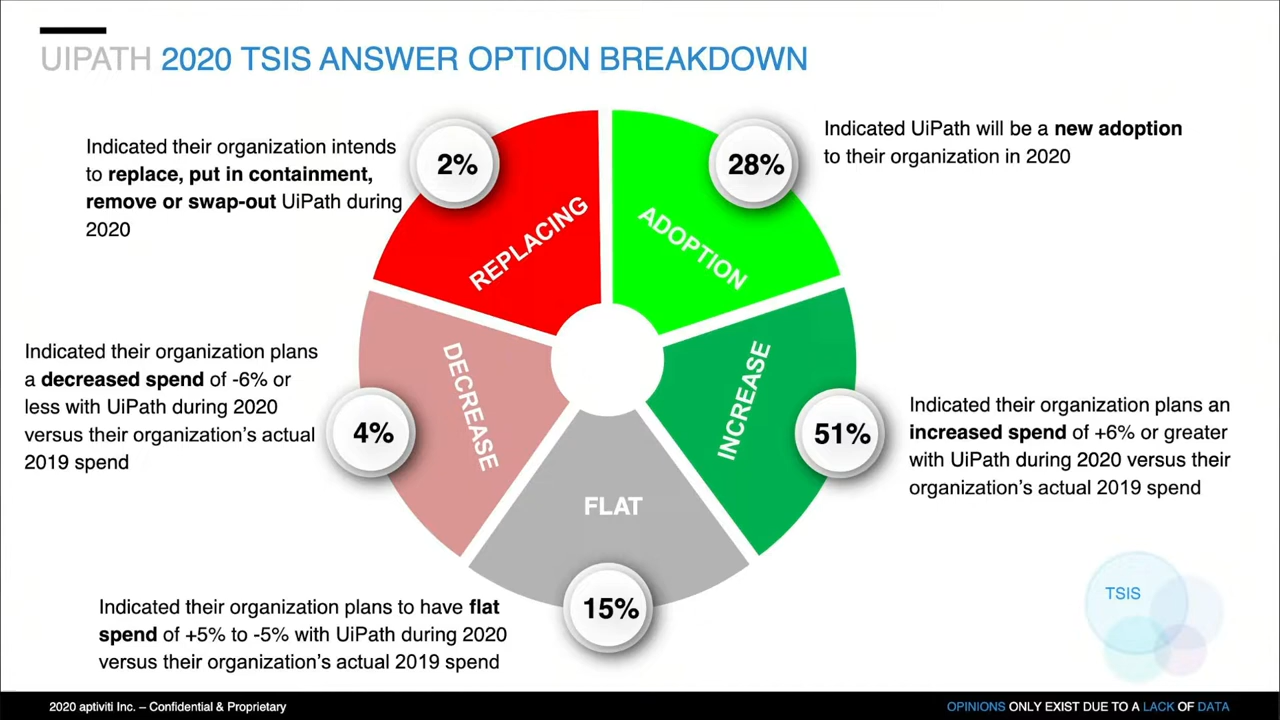 UIPATH 2020 TSIS ANSWER OPTION BREAKDOWN
Indicated their organization intends
to replace, put in containment,
remove or swap-out UiPath during
2020
2%
REPLACING
28%
ADOPTION
Indicated UiPath will be a new adoption
to their organization in 2020
Indicated their organization plans
a decreased spend of -6% or
less with UiPath during 2020
versus their organization's actual
2019 spend
4%
DECREASE
51%
INCREASE
Indicated their organization plans an
increased spend of +6% or greater
with UiPath during 2020 versus their
organization's actual 2019 spend
FLAT
15%
Indicated their organization plans to have flat
spend of +5% to -5% with UiPath during 2020
versus their organization's actual 2019 spend
TSIS
2020 aptiviti Inc. – Confidential & Proprietary
OPINIONS ONLY EXIST DUE TO A LACK OF DATA